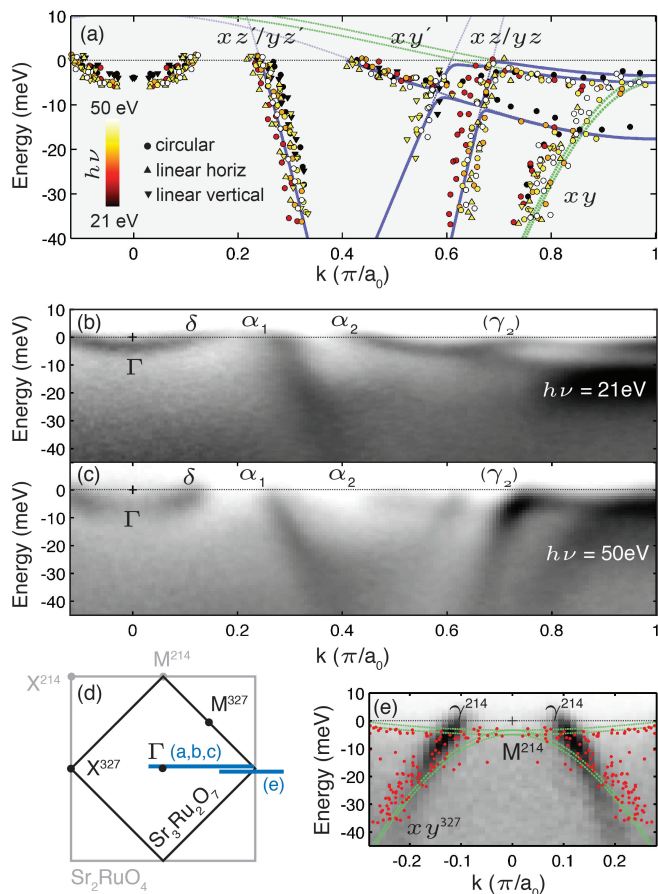 (a)
xz′/yz′
xy′
xz/yz
10
0
-10
-20
-30
-40
Energy (meV)
50 eV
hν
21 eV
circular
linear horiz
linear vertical
xy
0
0.2
0.4
0.6
0.8
1
k (π/a₀)
(b)
δ
α₁
α₂
(γ₂)
10
0
-10
-20
-30
-40
Energy (meV)
Γ
hν = 21eV
(c)
δ
α₁
α₂
(γ₂)
10
0
-10
-20
-30
-40
Energy (meV)
Γ
hν = 50eV
0
0.2
0.4
0.6
0.8
1
k (π/a₀)
(d)
M²¹⁴
X²¹⁴
M³²⁷
Γ
(a,b,c)
X³²⁷
(e)
Sr₃Ru₂O₇
Sr₂RuO₄
(e)
γ²¹⁴
γ²¹⁴
10
0
-10
-20
-30
-40
Energy (meV)
M²¹⁴
xy³²⁷
-0.2
-0.1
0
0.1
0.2
k (π/a₀)